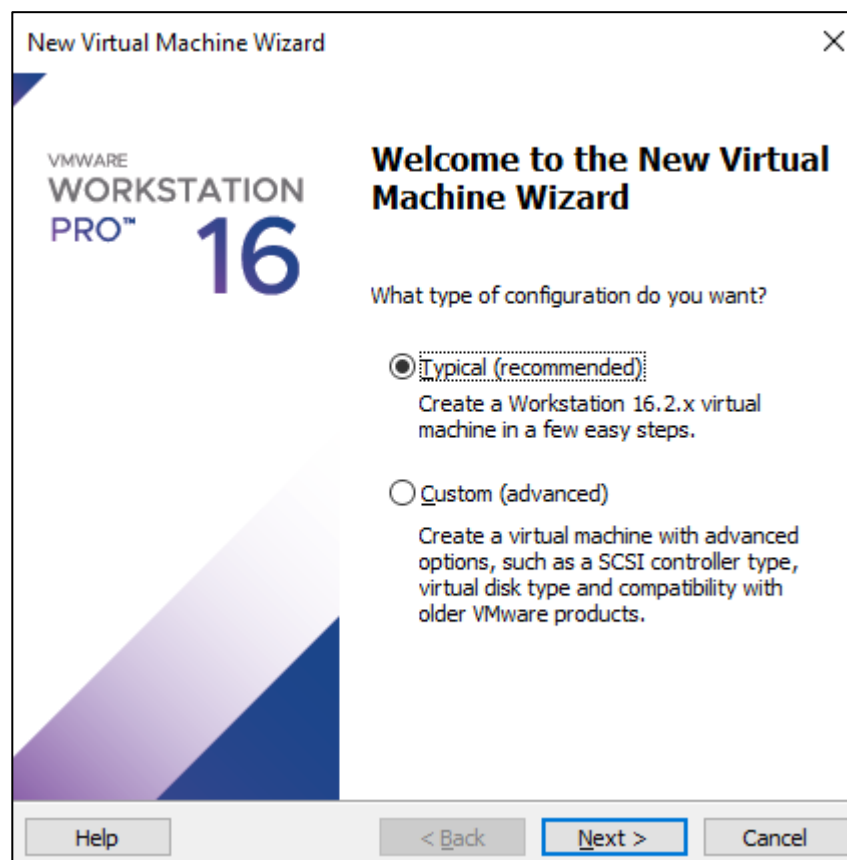 New Virtual Machine Wizard
VMWARE
WORKSTATION
PRO™ 16
Welcome to the New Virtual
Machine Wizard
What type of configuration do you want?
Typical (recommended)
Create a Workstation 16.2.x virtual
machine in a few easy steps.
Custom (advanced)
Create a virtual machine with advanced
options, such as a SCSI controller type,
virtual disk type and compatibility with
older VMware products.
Help < Back Next > Cancel